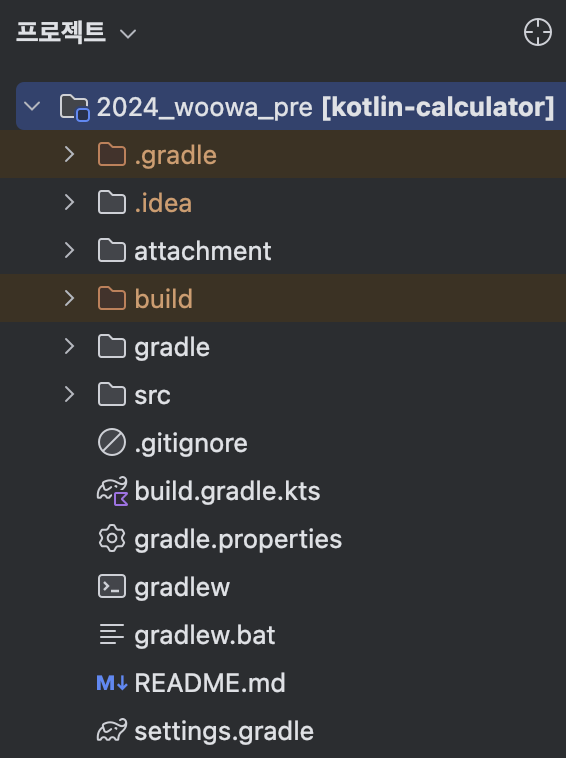 프로젝트
2024_woowa_pre [kotlin-calculator]
.gradle
.idea
attachment
build
gradle
src
.gitignore
build.gradle.kts
gradle.properties
gradlew
gradlew.bat
M↓ README.md
settings.gradle